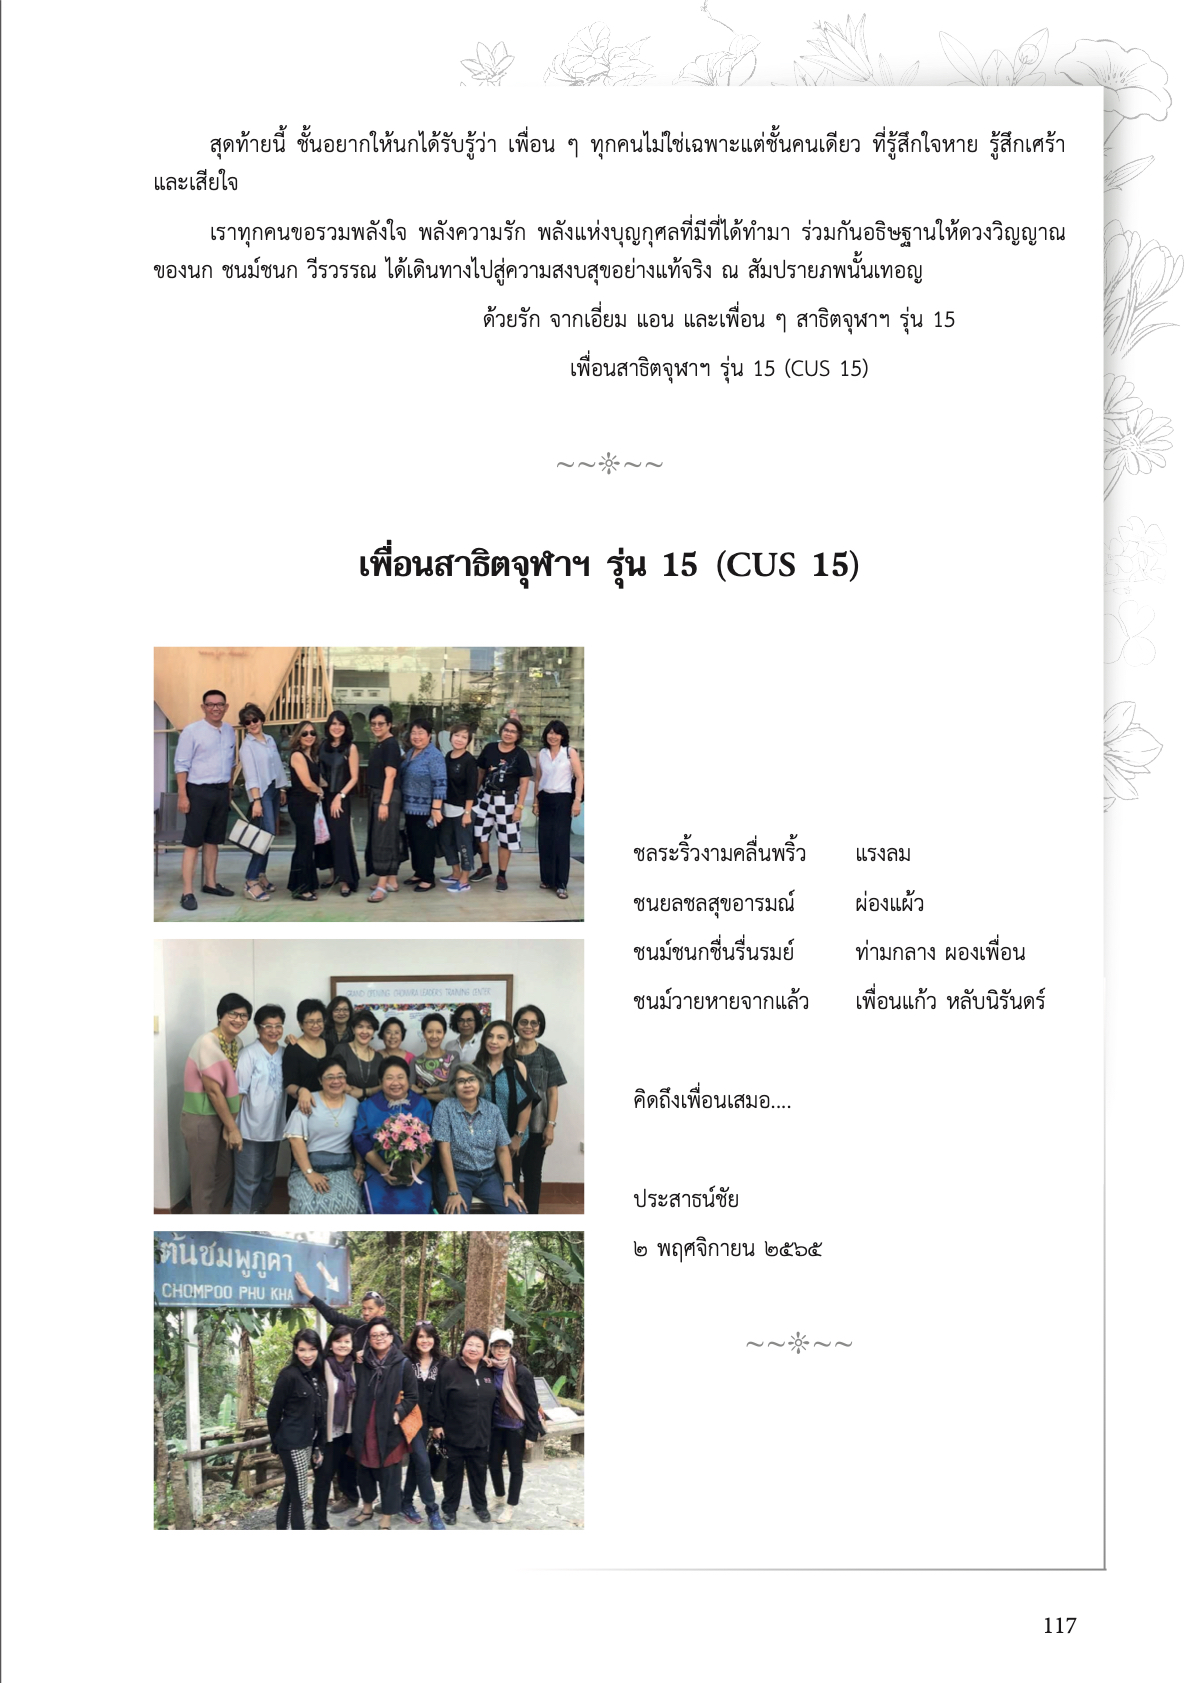 สุดท้ายนี้ ชั้นอยากให้นกได้รับรู้ว่า เพื่อน ๆ ทุกคนไม่ใช่เฉพาะแต่ชั้นคนเดียว ที่รู้สึกใจหาย รู้สึกเศร้า
และเสียใจ
เราทุกคนขอรวมพลังใจ พลังความรัก พลังแห่งบุญกุศลที่มีที่ได้ทำมา ร่วมกันอธิษฐานให้ดวงวิญญาณ
ของนก ชนม์ชนก วีรวรรณ ได้เดินทางไปสู่ความสงบสุขอย่างแท้จริง ณ สัมปรายภพนั้นเทอญ
ด้วยรัก จากเอี่ยม แอน และเพื่อน ๆ สาธิตจุฬาฯ รุ่น 15
เพื่อนสาธิตจุฬาฯ รุ่น 15 (CUS 15)
เพื่อนสาธิตจุฬาฯ รุ่น 15 (CUS 15)
GRAND OPENING LEADERS TRAINING CENTER
ต้นชมพูภูคา
CHOMPOO PHU KHA
ชลระริ้วงามคลื่นพริ้ว แรงลม
ชนยลชลสุขอารมณ์ ผ่องแผ้ว
ชนม์ชนกชื่นรื่นรมย์ ท่ามกลาง ผองเพื่อน
ชนม์วายหายจากแล้ว เพื่อนแก้ว หลับนิรันดร์
คิดถึงเพื่อนเสมอ....
ประสาธน์ชัย
๒ พฤศจิกายน ๒๕๖๕
117